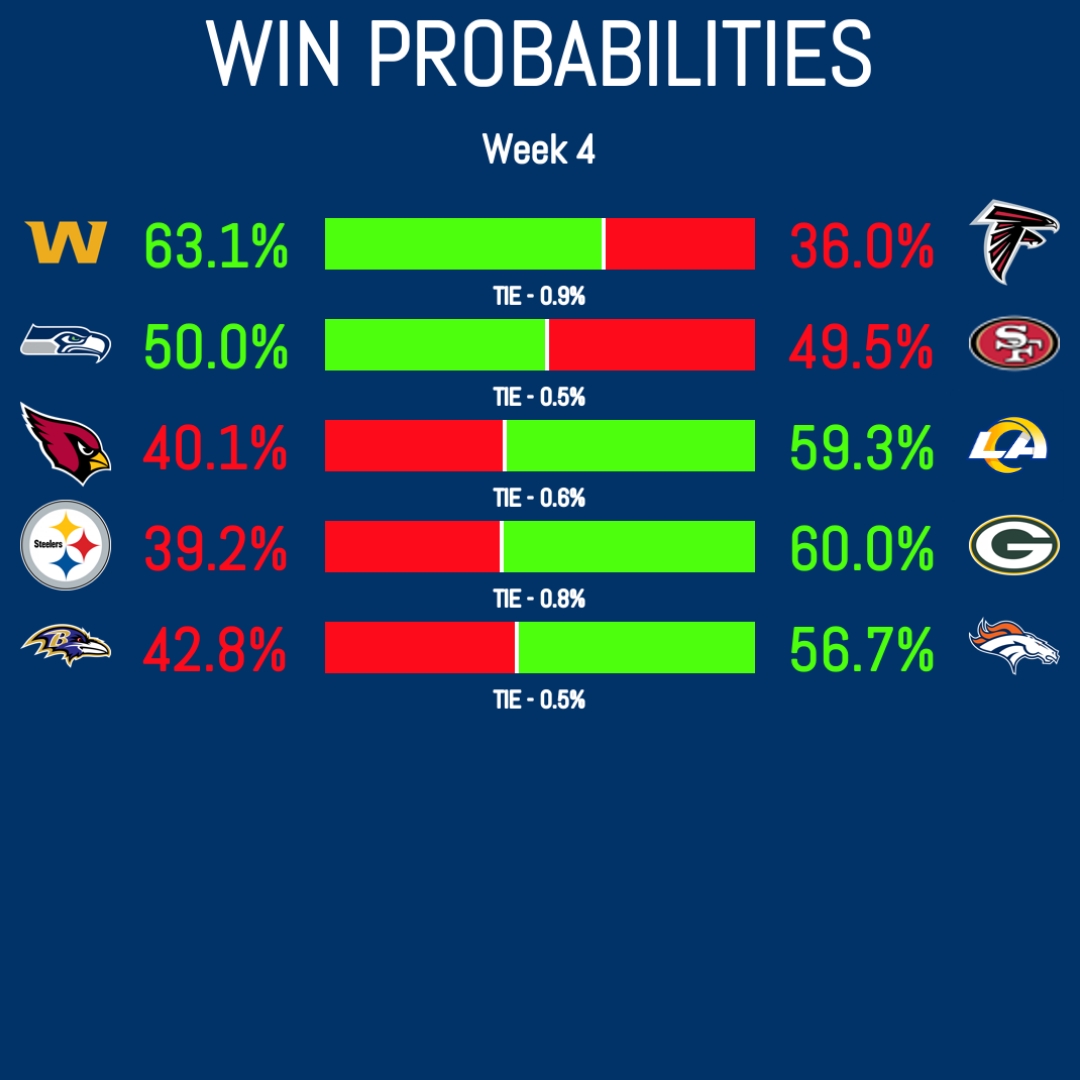 WIN PROBABILITIES
Week 4
W 63.1% 36.0%
TIE - 0.9%
50.0% 49.5% SF
TIE - 0.5%
40.1% 59.3% LA
TIE - 0.6%
Steelers 39.2% 60.0% G
TIE - 0.8%
B 42.8% 56.7%
TIE - 0.5%